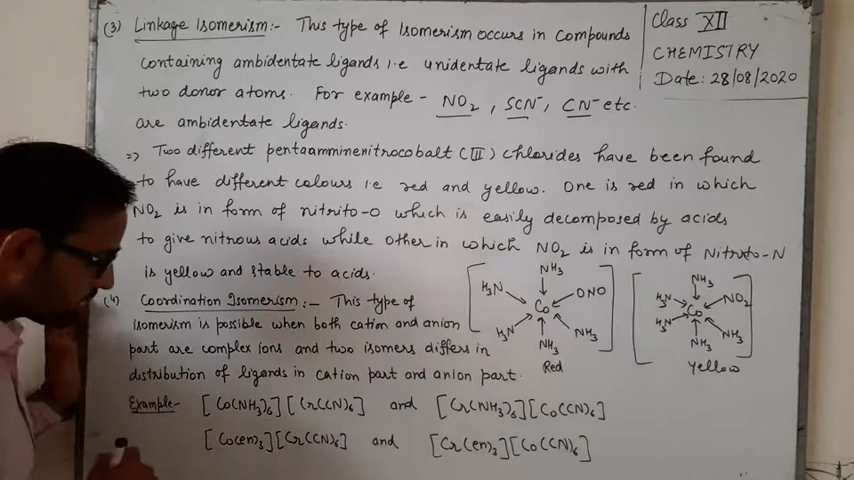 (3) Linkage Isomerism:- This type of Isomerism occurs in Compounds
containing ambidentate ligands i.e unidentate ligands with
two donor atoms. For example - NO2, SCN-, CN- etc.
are ambidentate ligands.
Class XII
CHEMISTRY
Date: 28/08/2020
=> Two different pentaamminenitrocobalt (III) chlorides have been found
to have different colours i.e red and yellow. One is red in which
NO2 is in form of nitrito-O which is easily decomposed by acids
to give nitrous acids while other in which NO2 is in form of Nitrito-N
is yellow and stable to acids.
NH3
H3N
ONO
Co
H3N
NH3
NH3
Red
NH3
H3N
NO2
Co
H3N
NH3
NH3
Yellow
(4) Coordination Isomerism:- This type of
isomerism is possible when both cation and anion
part are complex ions and two isomers differs in
distribution of ligands in cation part and anion part.
Example- [Co(NH3)6][Cr(CN)6] and [Cr(NH3)6][Co(CN)6]
[Co(en)3][Cr(CN)6] and [Cr(en)3][Co(CN)6]